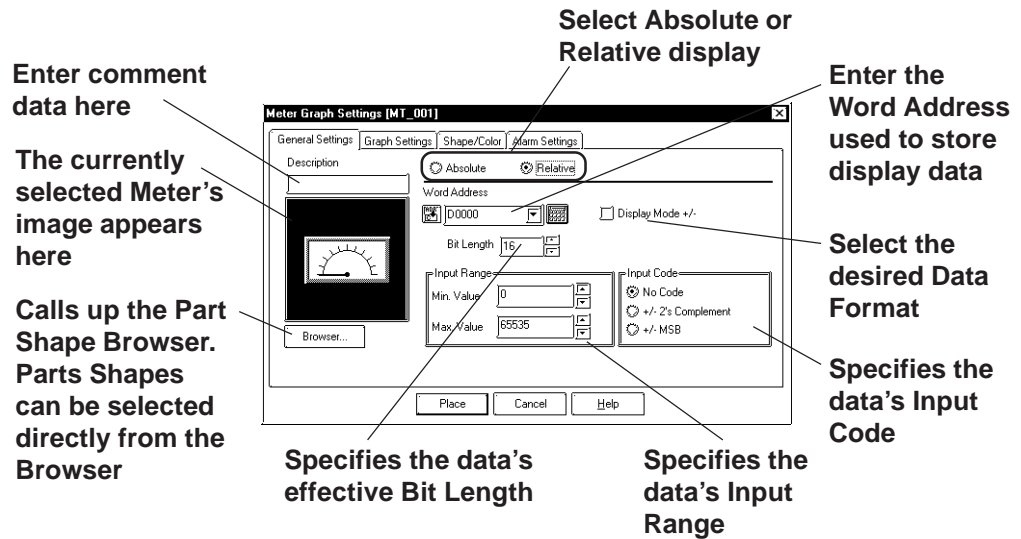 Select Absolute or
Relative display
Enter comment
data here
Enter the
Word Address
used to store
display data
The currently
selected Meter's
image appears
here
Calls up the Part
Shape Browser.
Parts Shapes
can be selected
directly from the
Browser
Meter Graph Settings [MT_001]
General Settings Graph Settings Shape/Color Alarm Settings
Description
Absolute Relative
Word Address
D0000
Display Mode +/-
Bit Length 16
Input Range
Min. Value 0
Max. Value 65535
Input Code
No Code
+/- 2's Complement
+/- MSB
Browser...
Place Cancel Help
Select the
desired Data
Format
Specifies the
data's Input
Code
Specifies the data's
effective Bit Length
Specifies the
data's Input
Range